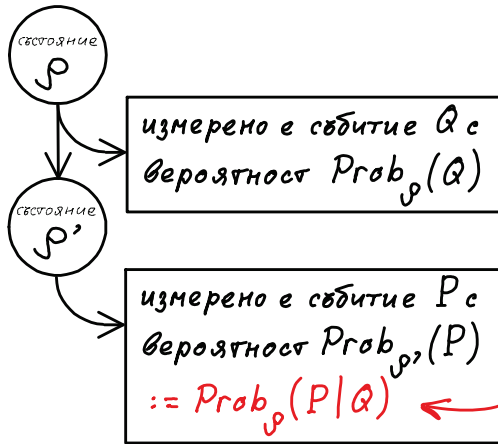 състояние
ρ
измерено е събитие Q с
вероятност Prob_ρ(Q)
състояние
ρ'
измерено е събитие P с
вероятност Prob_ρ'(P)
:= Prob_ρ(P|Q)